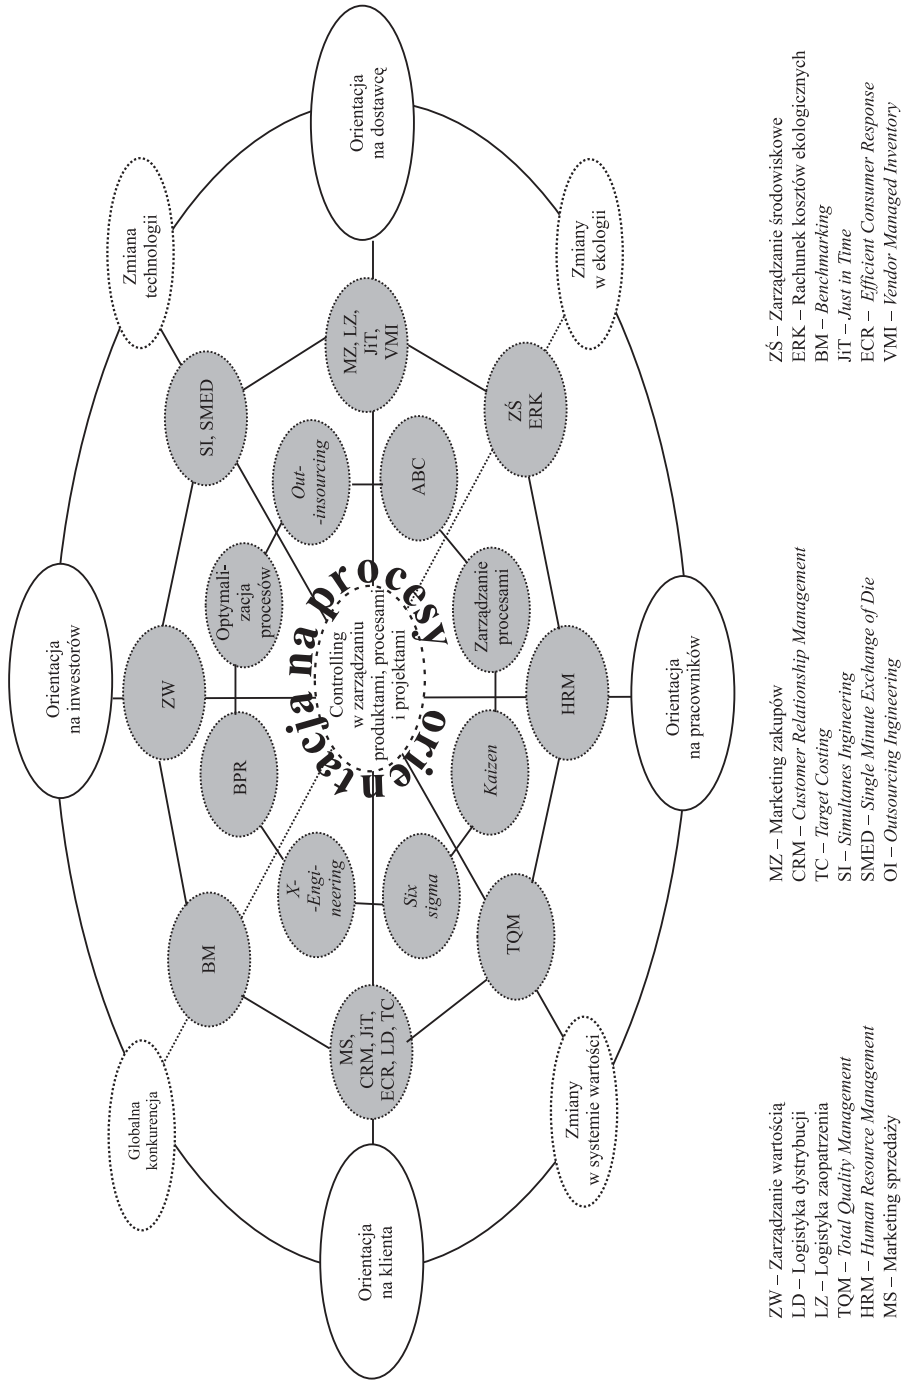 Orientacja
na inwestorów
Globalna
konkurencja
Zmiana
technologii
ZW
BM
SI, SMED
BPR
Optymali-
zacja
procesów
X-
-Engi-
neering
Out-
-insourcing
Orientacja
na klienta
MS,
CRM, JiT,
ECR, LD, TC
orientacja na procesy
Controlling
w zarządzaniu
produktami, procesami
i projektami
MZ, LZ,
JiT,
VMI
Orientacja
na dostawcę
Six
sigma
ABC
Kaizen
Zarządzanie
procesami
TQM
ZŚ
ERK
HRM
Zmiany
w systemie wartości
Zmiany
w ekologii
Orientacja
na pracowników
ZW – Zarządzanie wartością
LD – Logistyka dystrybucji
LZ – Logistyka zaopatrzenia
TQM – Total Quality Management
HRM – Human Resource Management
MS – Marketing sprzedaży
MZ – Marketing zakupów
CRM – Customer Relationship Management
TC – Target Costing
SI – Simultanes Ingineering
SMED – Single Minute Exchange of Die
OI – Outsourcing Ingineering
ZŚ – Zarządzanie środowiskowe
ERK – Rachunek kosztów ekologicznych
BM – Benchmarking
JiT – Just in Time
ECR – Efficient Consumer Response
VMI – Vendor Managed Inventory